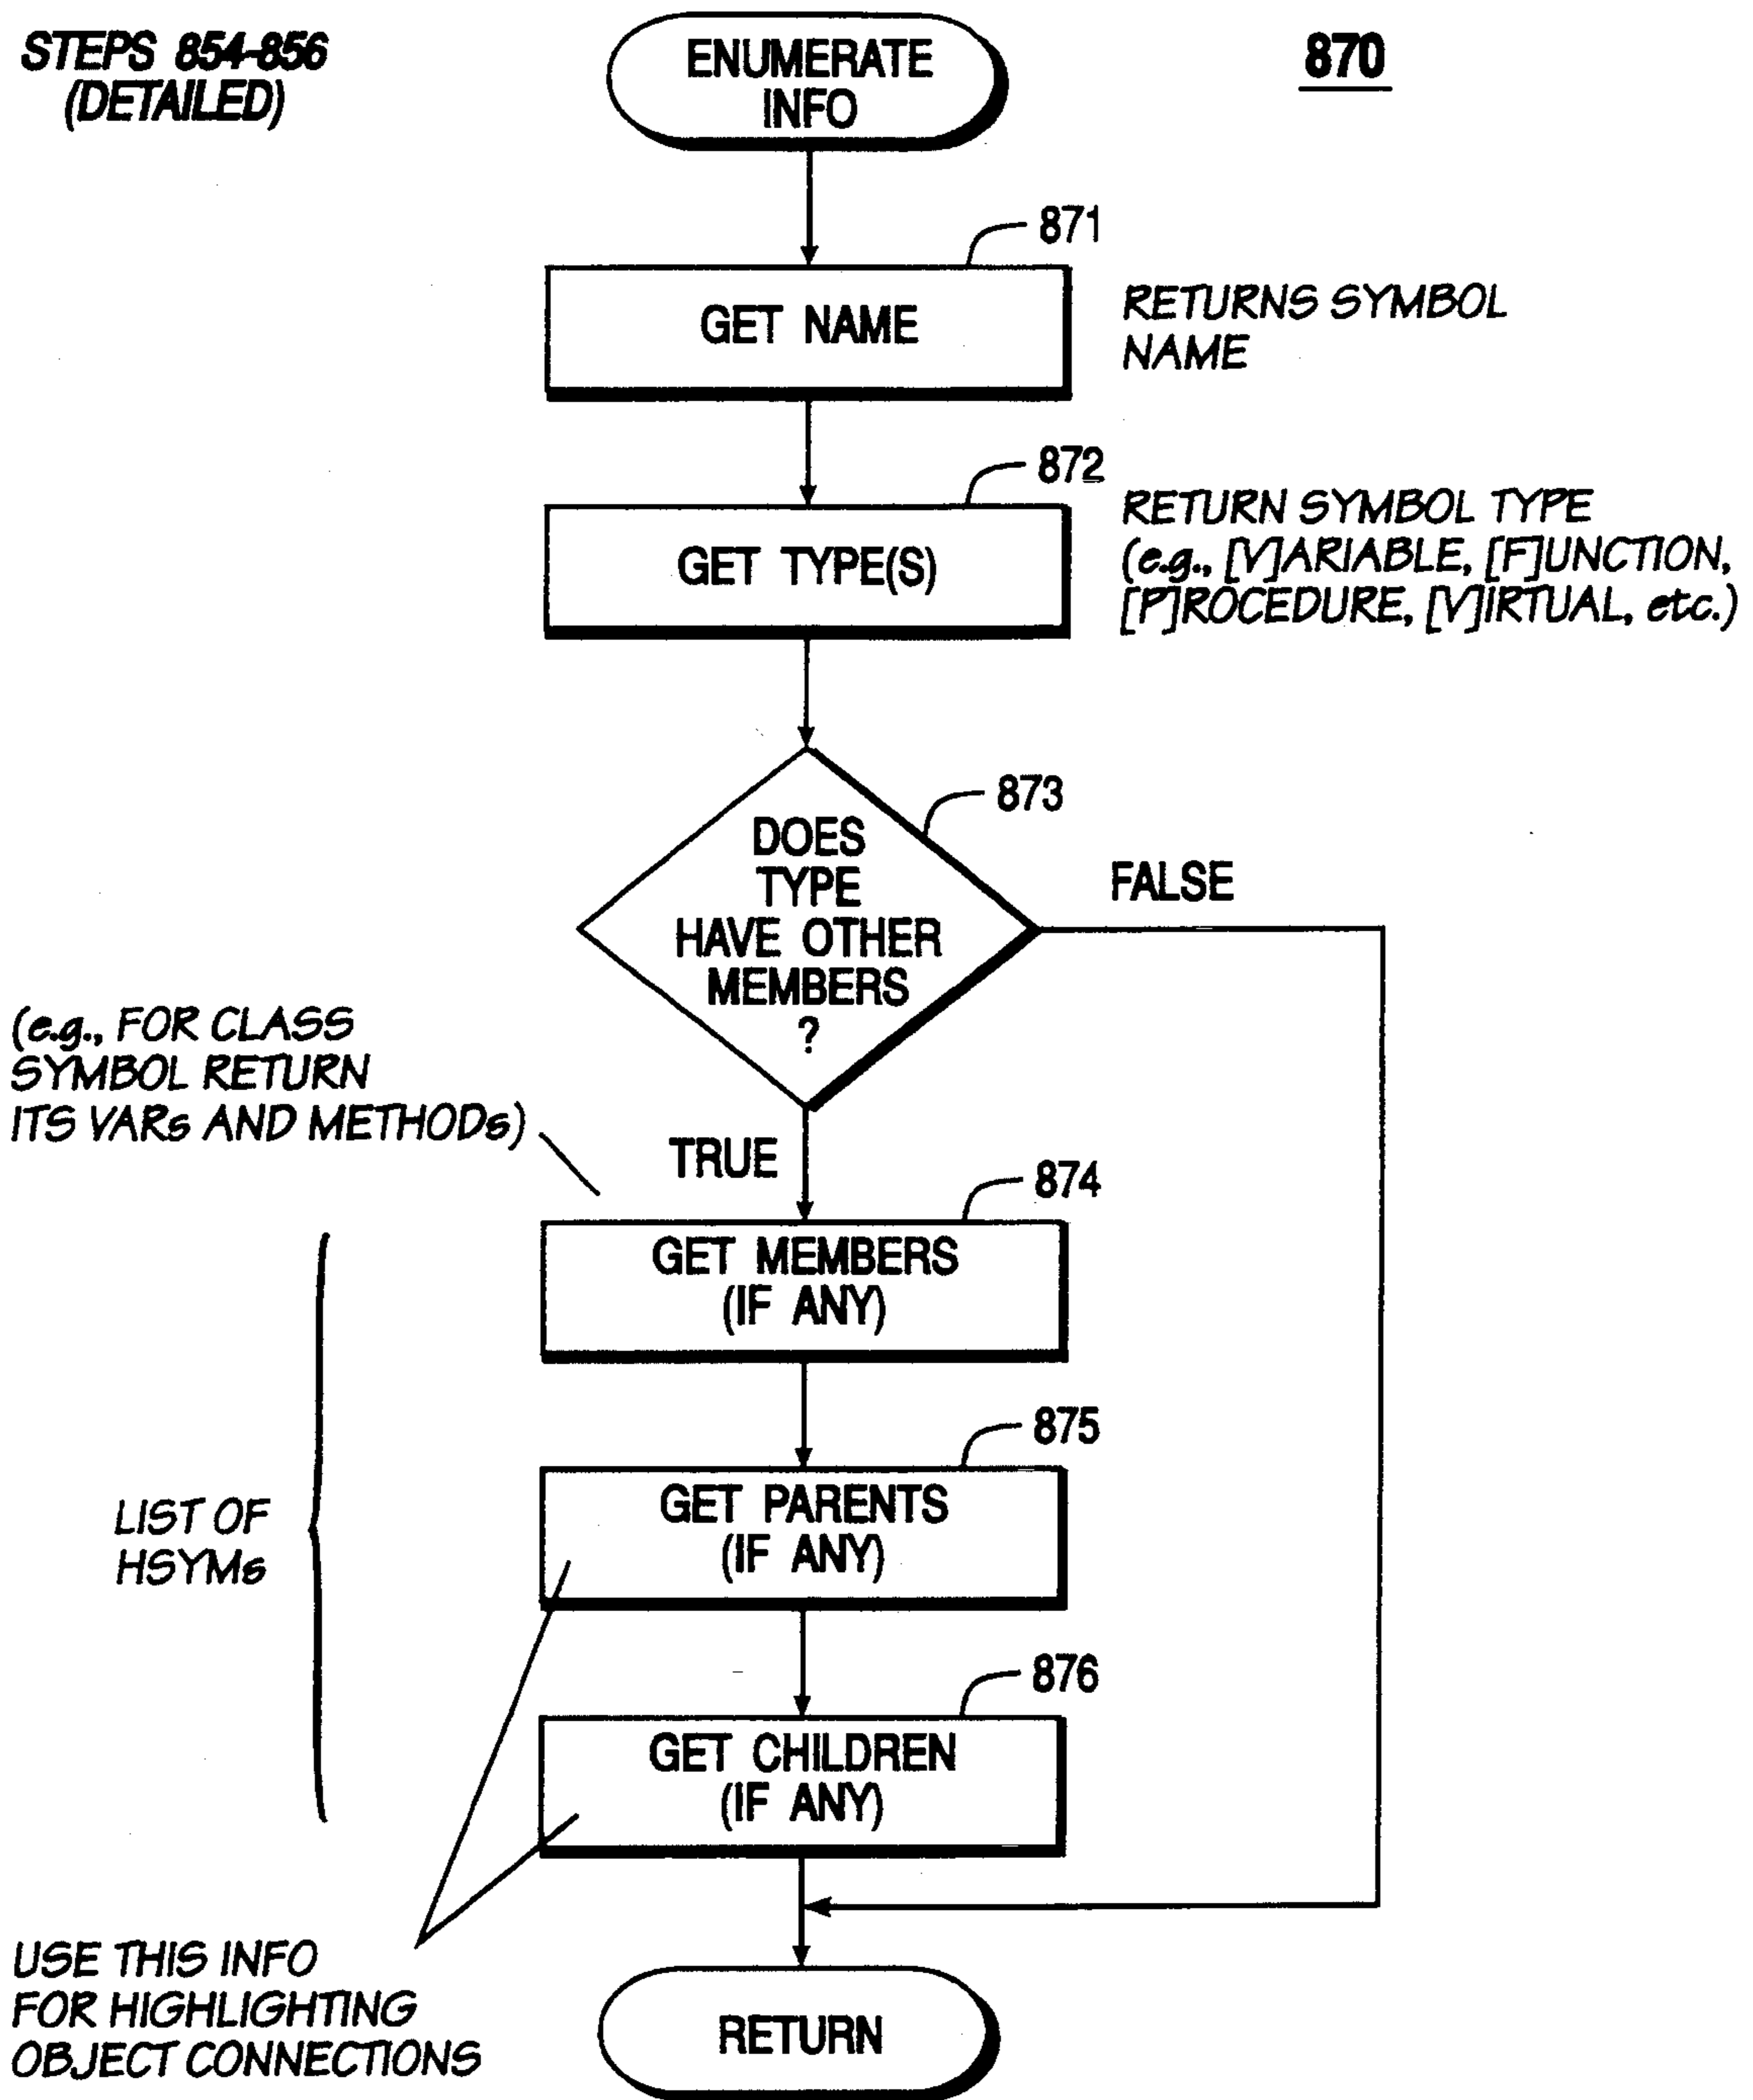 STEPS 854-856
(DETAILED)
ENUMERATE
INFO
870
871
GET NAME
RETURNS SYMBOL
NAME
872
GET TYPE(S)
RETURN SYMBOL TYPE
(e.g., [V]ARIABLE, [F]UNCTION,
[P]ROCEDURE, [V]IRTUAL, etc.)
873
DOES
TYPE
HAVE OTHER
MEMBERS
?
FALSE
(e.g., FOR CLASS
SYMBOL RETURN
ITS VARs AND METHODs)
TRUE
874
GET MEMBERS
(IF ANY)
875
GET PARENTS
(IF ANY)
LIST OF
HSYMs
876
GET CHILDREN
(IF ANY)
USE THIS INFO
FOR HIGHLIGHTING
OBJECT CONNECTIONS
RETURN